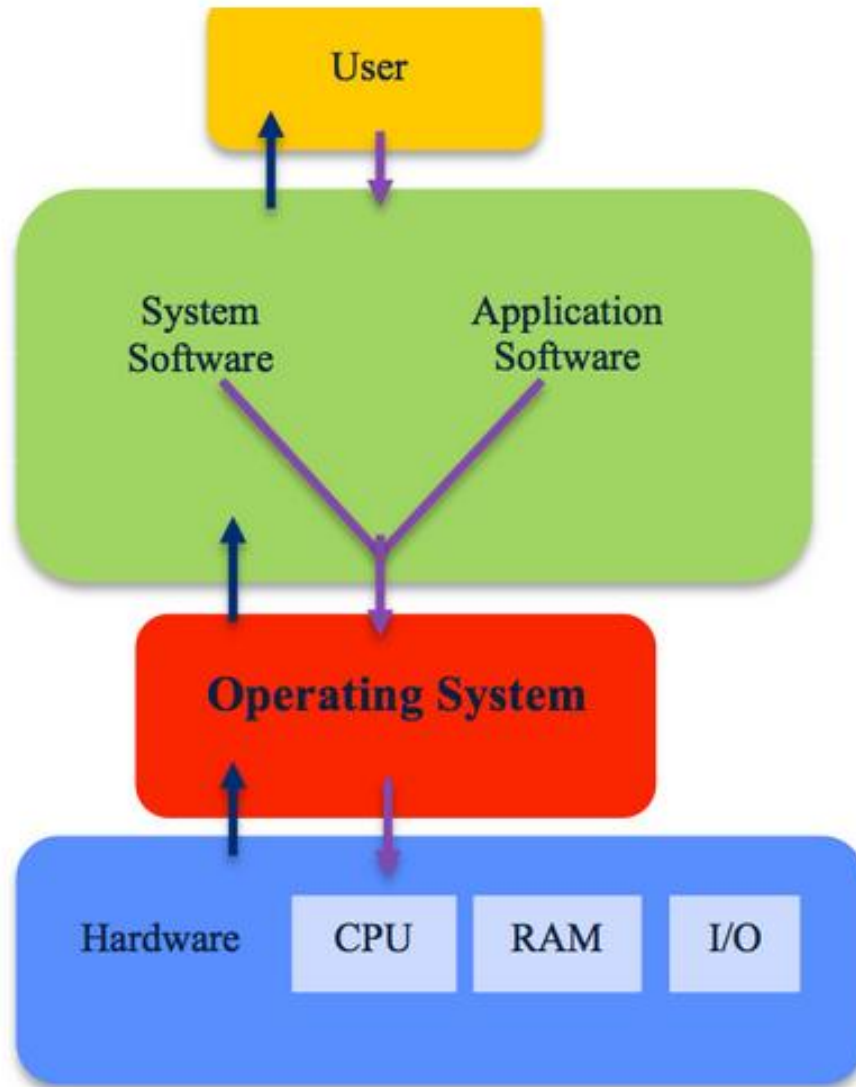 User
System
Software
Application
Software
Operating System
Hardware
CPU
RAM
I/O